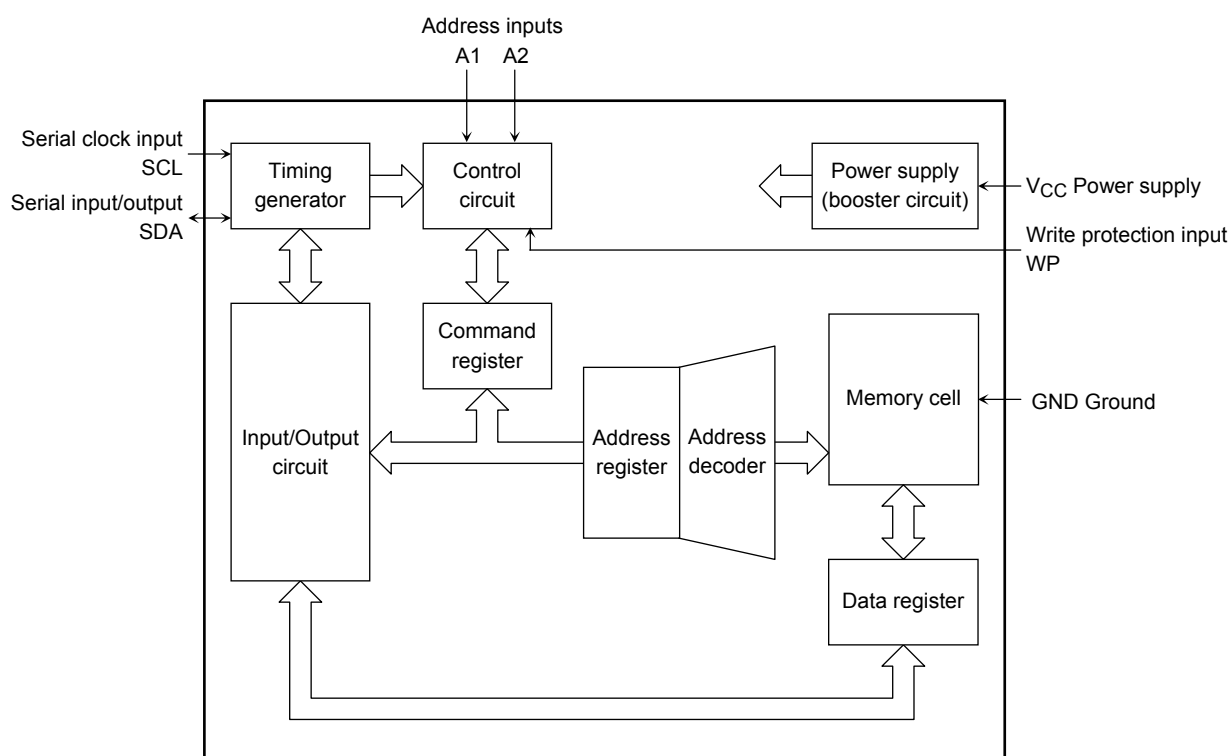 Address inputs
A1 A2
Serial clock input
SCL
Serial input/output
SDA
Timing
generator
Control
circuit
Power supply
(booster circuit)
VCC Power supply
Write protection input
WP
Input/Output
circuit
Command
register
Address
register
Address
decoder
Memory cell
GND Ground
Data register